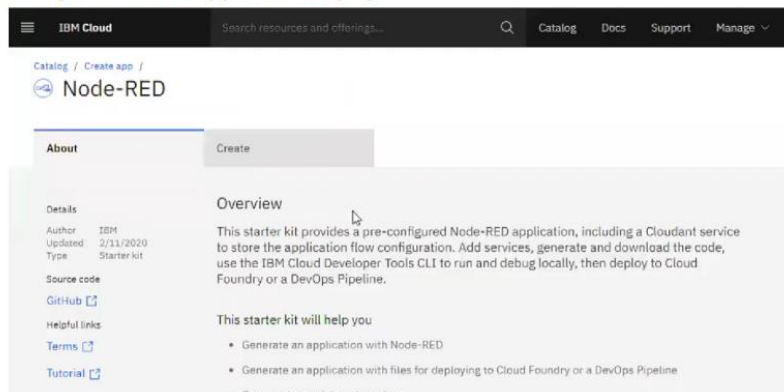 IBM Cloud
Search resources and offerings...
Catalog
Docs
Support
Manage
Catalog / Create app /
Node-RED
About
Create
Details
Author IBM
Updated 2/11/2020
Type Starter kit
Source code
GitHub
Helpful links
Terms
Tutorial
Overview
This starter kit provides a pre-configured Node-RED application, including a Cloudant service
to store the application flow configuration. Add services, generate and download the code,
use the IBM Cloud Developer Tools CLI to run and debug locally, then deploy to Cloud
Foundry or a DevOps Pipeline.
This starter kit will help you
• Generate an application with Node-RED
• Generate an application with files for deploying to Cloud Foundry or a DevOps Pipeline